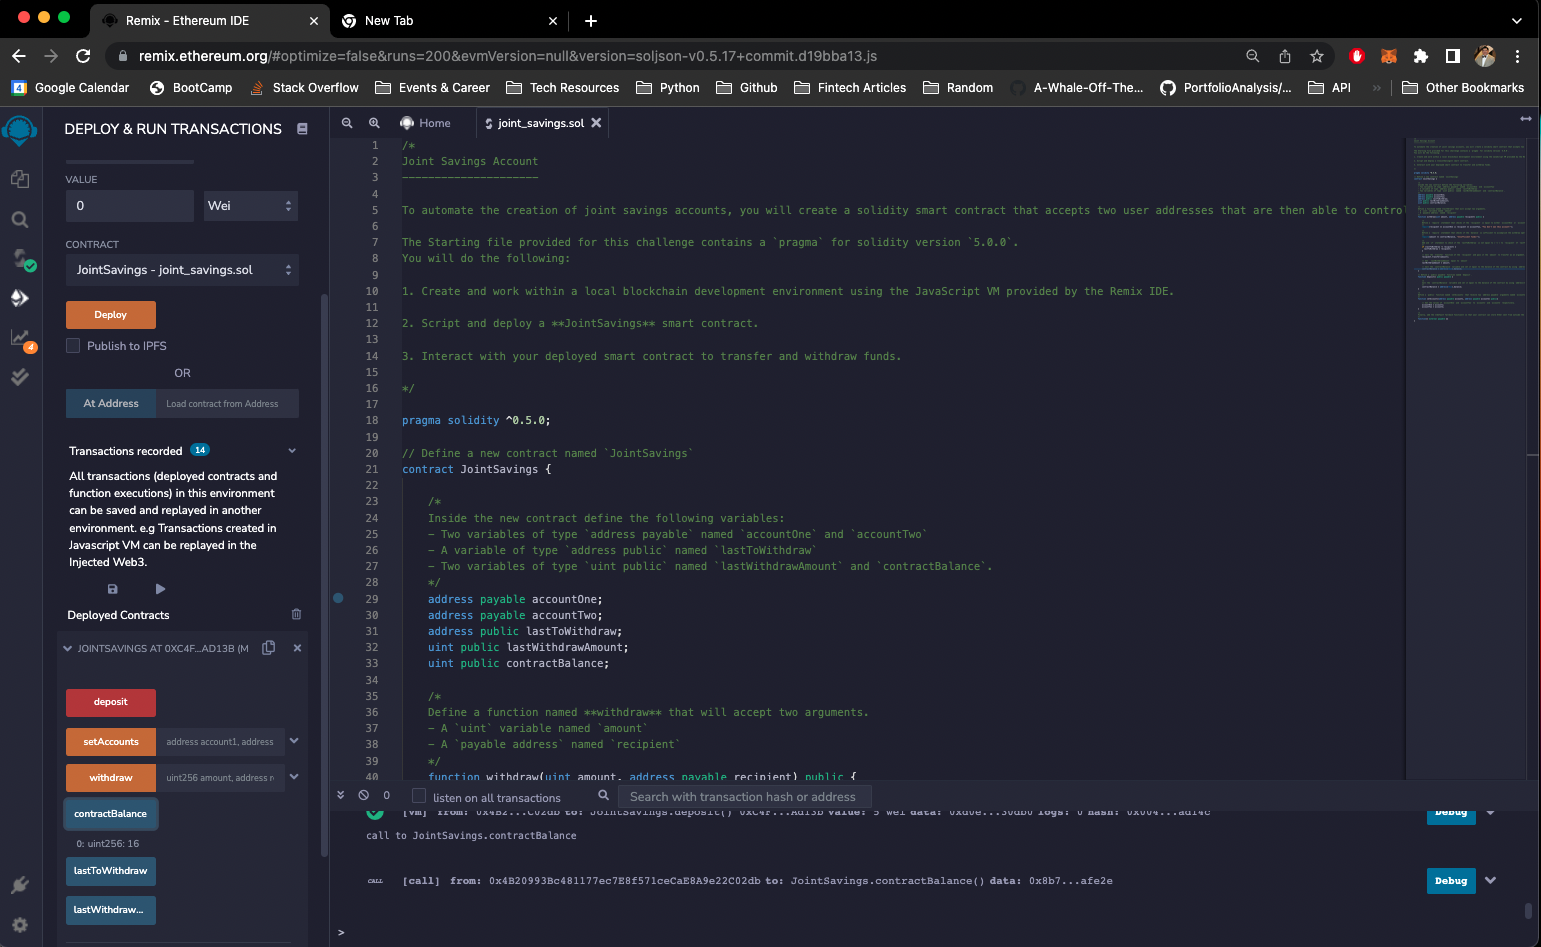 Remix - Ethereum IDE
New Tab
remix.ethereum.org/#optimize=false&runs=200&evmVersion=null&version=soljson-v0.5.17+commit.d19bba13.js
4 Google Calendar
BootCamp
Stack Overflow
Events & Career
Tech Resources
Python
Github
Fintech Articles
Random
A-Whale-Off-The...
PortfolioAnalysis/...
API
»
Other Bookmarks
DEPLOY & RUN TRANSACTIONS
VALUE
0
Wei
CONTRACT
JointSavings - joint_savings.sol
Deploy
Publish to IPFS
OR
At Address
Load contract from Address
4
Transactions recorded 14
All transactions (deployed contracts and
function executions) in this environment
can be saved and replayed in another
environment. e.g Transactions created in
Javascript VM can be replayed in the
Injected Web3.
Deployed Contracts
JOINTSAVINGS AT 0XC4F...AD13B (M
deposit
setAccounts
address account1, address
withdraw
uint256 amount, address r
contractBalance
0: uint256: 16
lastToWithdraw
lastWithdraw...
Home
joint_savings.sol
1 /*
2 Joint Savings Account
3 ---------------------
4
5 To automate the creation of joint savings accounts, you will create a solidity smart contract that accepts two user addresses that are then able to contro
6
7 The Starting file provided for this challenge contains a `pragma` for solidity version `5.0.0`.
8 You will do the following:
9
10 1. Create and work within a local blockchain development environment using the JavaScript VM provided by the Remix IDE.
11
12 2. Script and deploy a **JointSavings** smart contract.
13
14 3. Interact with your deployed smart contract to transfer and withdraw funds.
15
16 */
17
18 pragma solidity ^0.5.0;
19
20 // Define a new contract named `JointSavings`
21 contract JointSavings {
22
23 /*
24 Inside the new contract define the following variables:
25 - Two variables of type `address payable` named `accountOne` and `accountTwo`
26 - A variable of type `address public` named `lastToWithdraw`
27 - Two variables of type `uint public` named `lastWithdrawAmount` and `contractBalance`.
28 */
29 address payable accountOne;
30 address payable accountTwo;
31 address public lastToWithdraw;
32 uint public lastWithdrawAmount;
33 uint public contractBalance;
34
35 /*
36 Define a function named **withdraw** that will accept two arguments.
37 - A `uint` variable named `amount`
38 - A `payable address` named `recipient`
39 */
40 function withdraw(uint amount, address payable recipient) public {
0
listen on all transactions
Search with transaction hash or address
[vm] from: 0x4B2...C02db to: JointSavings.deposit() 0xC4F...Ad13b value: 5 wei data: 0xd0e...30db0 logs: 0 hash: 0x004...ad14c
Debug
call to JointSavings.contractBalance
CALL [call] from: 0x4B20993Bc481177ec7E8f571ceCaE8A9e22C02db to: JointSavings.contractBalance() data: 0x8b7...afe2e
Debug
>